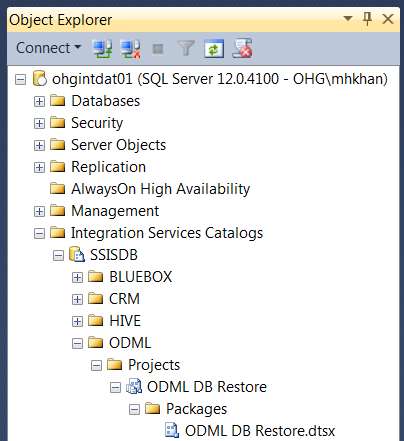 Object Explorer
Connect
ohgintdat01 (SQL Server 12.0.4100 - OHG\mhkhan)
Databases
Security
Server Objects
Replication
AlwaysOn High Availability
Management
Integration Services Catalogs
SSISDB
BLUEBOX
CRM
HIVE
ODML
Projects
ODML DB Restore
Packages
ODML DB Restore.dtsx